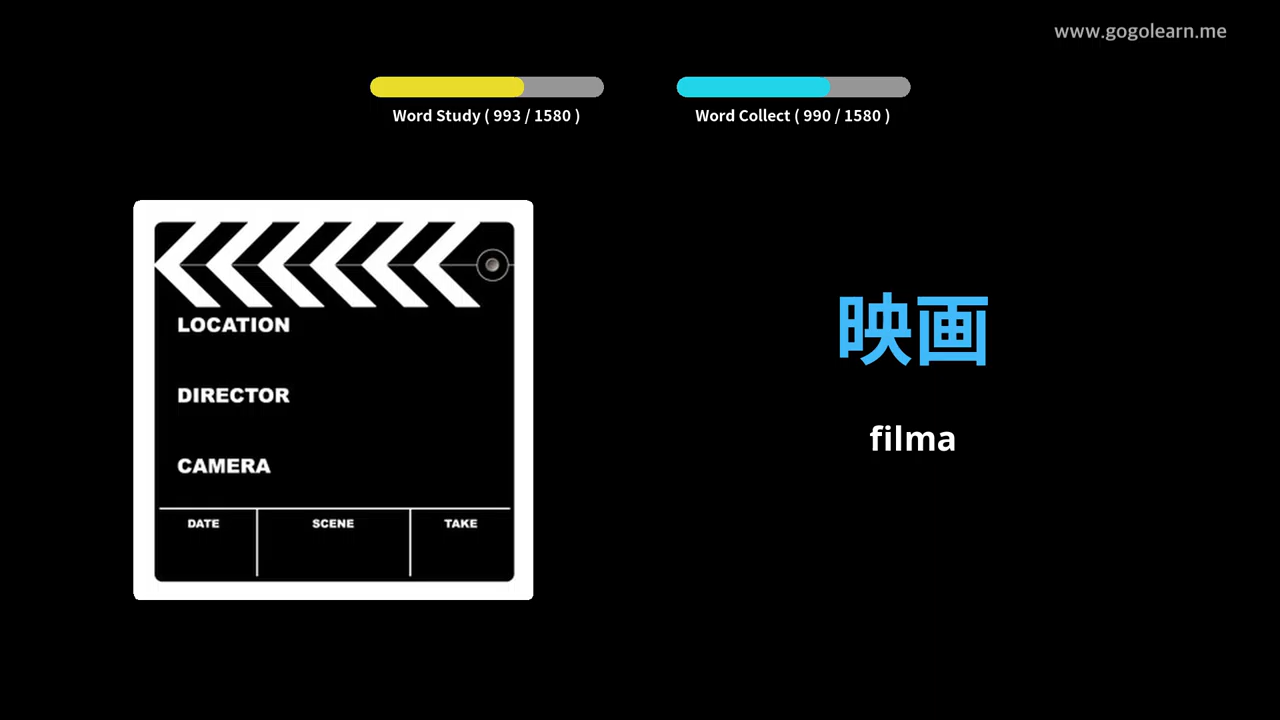 www.gogolearn.me
Word Study ( 993 / 1580 )
Word Collect ( 990 / 1580 )
LOCATION
DIRECTOR
CAMERA
DATE
SCENE
TAKE
映画
filma